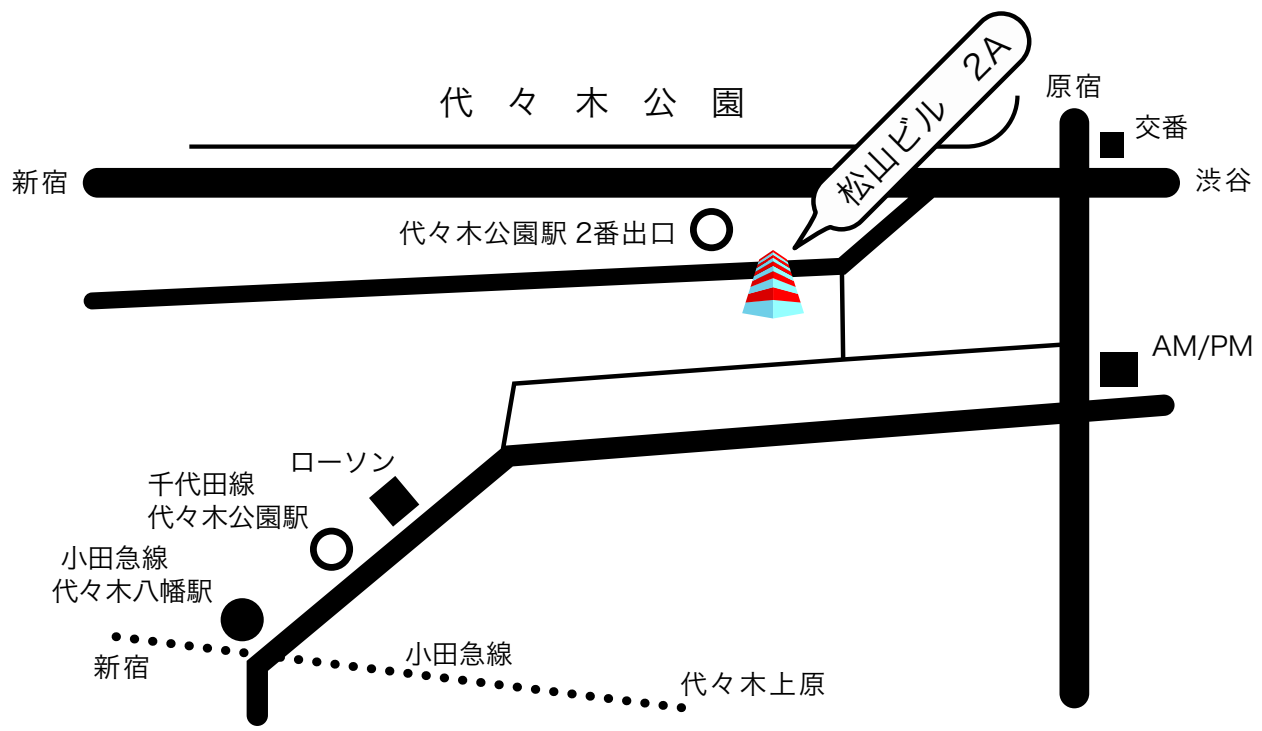 代々木公園
松山ビル　2A
原宿
交番
新宿
渋谷
代々木公園駅 2番出口
AM/PM
ローソン
千代田線
代々木公園駅
小田急線
代々木八幡駅
新宿
小田急線
代々木上原